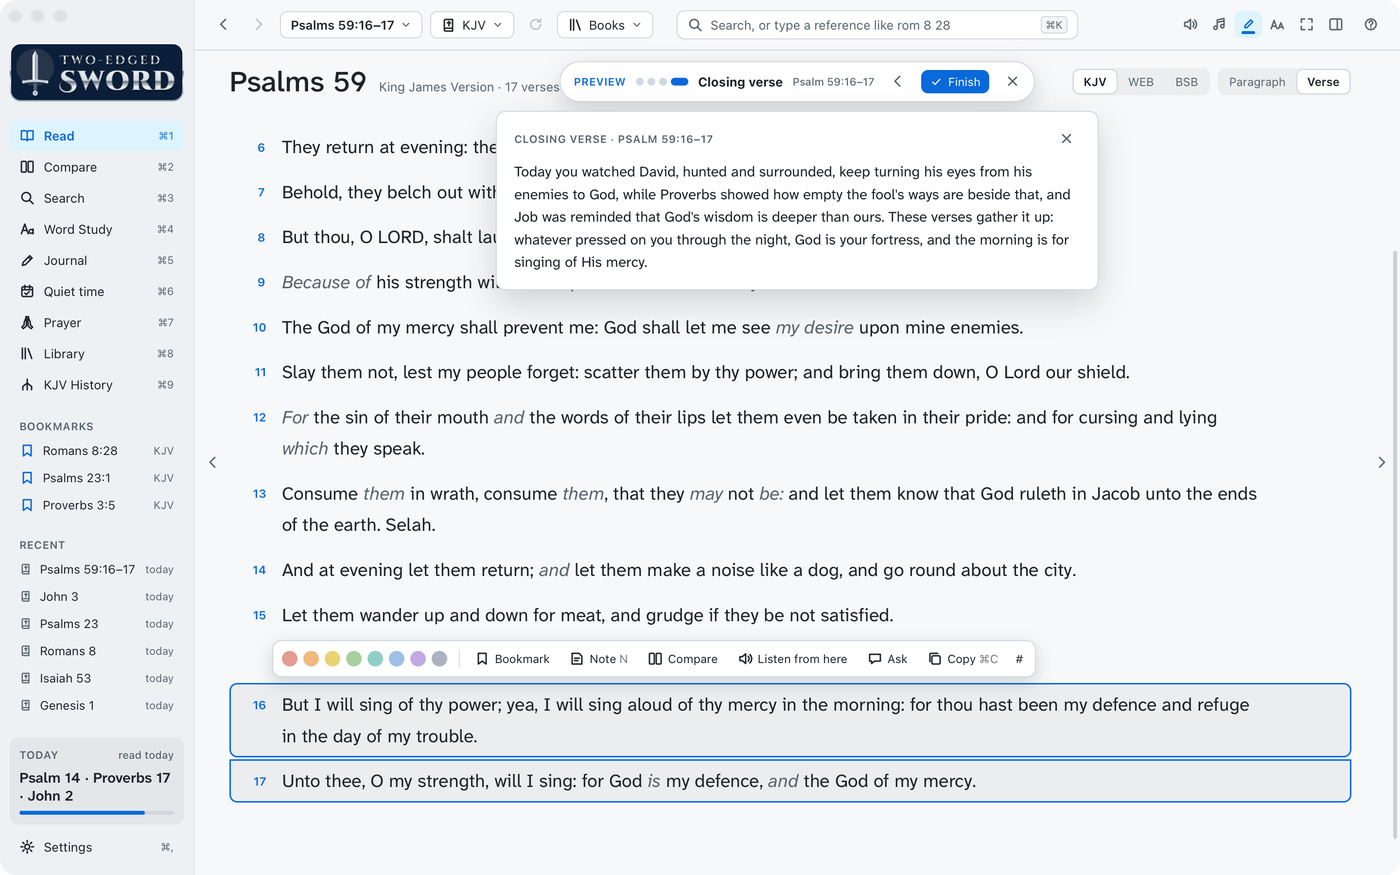 TWO-EDGED
SWORD
Psalms 59:16–17
KJV
Books
Search, or type a reference like rom 8 28
⌘K
Read ⌘1
Compare ⌘2
Search ⌘3
Word Study ⌘4
Journal ⌘5
Quiet time ⌘6
Prayer ⌘7
Library ⌘8
KJV History ⌘9
BOOKMARKS
Romans 8:28 KJV
Psalms 23:1 KJV
Proverbs 3:5 KJV
RECENT
Psalms 59:16–17 today
John 3 today
Psalms 23 today
Romans 8 today
Isaiah 53 today
Genesis 1 today
TODAY read today
Psalm 14 · Proverbs 17
· John 2
Settings ⌘,
Psalms 59 King James Version · 17 verses
PREVIEW Closing verse Psalm 59:16–17 Finish
KJV WEB BSB Paragraph Verse
CLOSING VERSE · PSALM 59:16–17
Today you watched David, hunted and surrounded, keep turning his eyes from his
enemies to God, while Proverbs showed how empty the fool's ways are beside that, and
Job was reminded that God's wisdom is deeper than ours. These verses gather it up:
whatever pressed on you through the night, God is your fortress, and the morning is for
singing of His mercy.
6 They return at evening: the
7 Behold, they belch out with
8 But thou, O LORD, shalt
9 Because of his strength
10 The God of my mercy shall prevent me: God shall let me see my desire upon mine enemies.
11 Slay them not, lest my people forget: scatter them by thy power; and bring them down, O Lord our shield.
12 For the sin of their mouth and the words of their lips let them even be taken in their pride: and for cursing and lying
which they speak.
13 Consume them in wrath, consume them, that they may not be: and let them know that God ruleth in Jacob unto the ends
of the earth. Selah.
14 And at evening let them return; and let them make a noise like a dog, and go round about the city.
15 Let them wander up and down for meat, and grudge if they be not satisfied.
Bookmark Note N Compare Listen from here Ask Copy ⌘C #
16 But I will sing of thy power; yea, I will sing aloud of thy mercy in the morning: for thou hast been my defence and refuge
in the day of my trouble.
17 Unto thee, O my strength, will I sing: for God is my defence, and the God of my mercy.